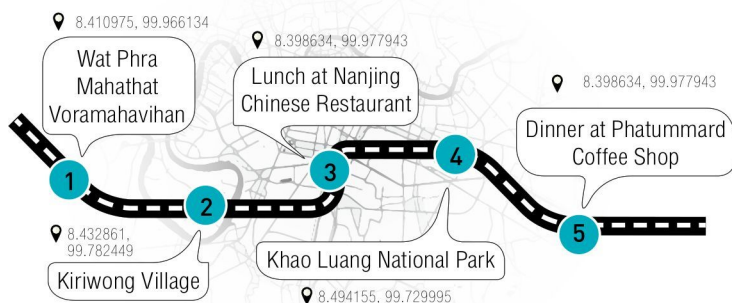 8.410975, 99.966134
Wat Phra
Mahathat
Voramahavihan
1
8.432861,
99.782449
Kiriwong Village
2
8.398634, 99.977943
Lunch at Nanjing
Chinese Restaurant
3
Khao Luang National Park
8.494155, 99.729995
4
8.398634, 99.977943
Dinner at Phatummard
Coffee Shop
5